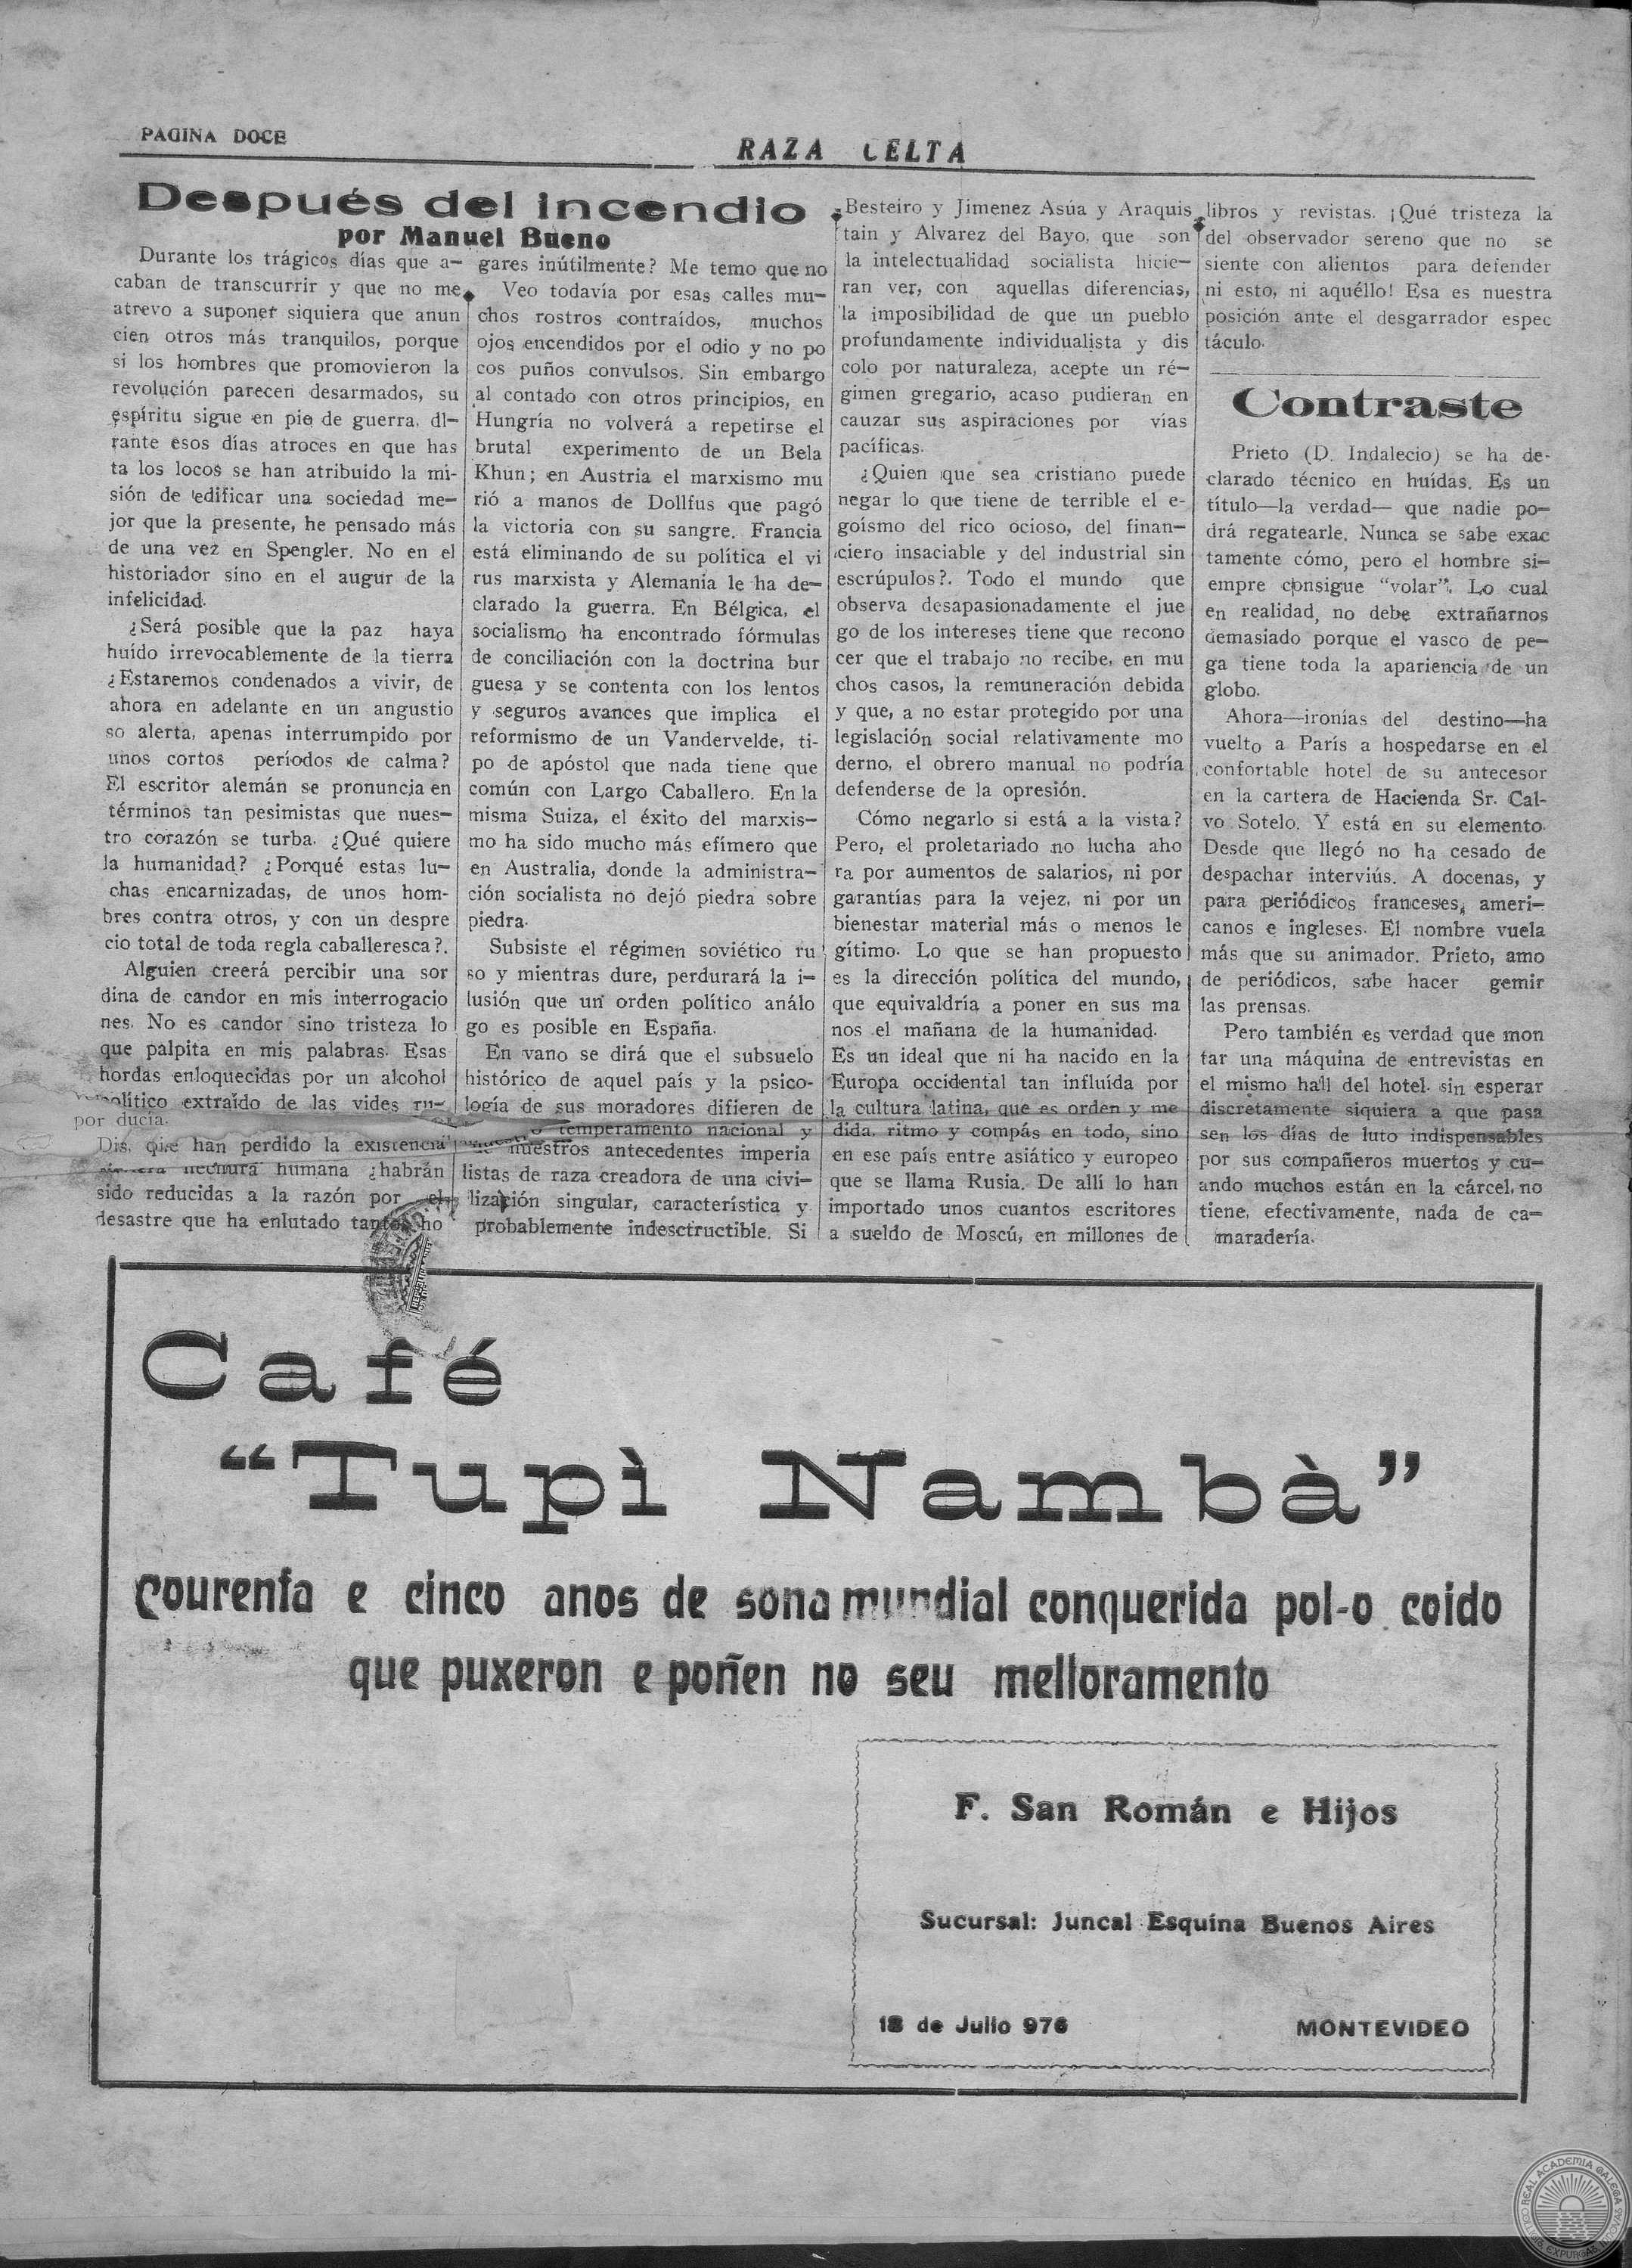 PAGINA DOCE
RAZA CELTA
Después del incendio
por Manuel Bueno
Durante los trágicos días que a-
caban de transcurrir y que no me
atrevo a suponer siquiera que anun
cien otros más tranquilos, porque
si los hombres que promovieron la
revolución parecen desarmados, su
espíritu sigue en pie de guerra, dl-
rante esos días atroces en que has
ta los locos se han atribuido la mi-
sión de edificar una sociedad me-
jor que la presente, he pensado más
de una vez en Spengler. No en el
historiador sino en el augur de la
infelicidad.
¿Será posible que la paz haya
huído irrevocablemente de la tierra
¿Estaremos condenados a vivir, de
ahora en adelante en un angustio
so alerta, apenas interrumpido por
unos cortos períodos de calma?
El escritor alemán se pronuncia en
términos tan pesimistas que nues-
tro corazón se turba. ¿Qué quiere
la humanidad? ¿Porqué estas lu-
chas encarnizadas, de unos hom-
bres contra otros, y con un despre
cio total de toda regla caballeresca?.
Alguien creerá percibir una sor
dina de candor en mis interrogacio
nes. No es candor sino tristeza lo
que palpita en mis palabras. Esas
hordas enloquecidas por un alcohol
político extraído de las vides ru-
por ducia.
Dis, que han perdido la existencia
humana ¿habrán
sido reducidas a la razón por el
desastre que ha enlutado tantos ho
gares inútilmente? Me temo que no
Veo todavía por esas calles mu-
chos rostros contraídos, muchos
ojos encendidos por el odio y no po
cos puños convulsos. Sin embargo
al contado con otros principios, en
Hungría no volverá a repetirse el
brutal experimento de un Bela
Khun; en Austria el marxismo mu
rió a manos de Dollfus que pagó
la victoria con su sangre. Francia
está eliminando de su política el vi
rus marxista y Alemania le ha de-
clarado la guerra. En Bélgica, el
socialismo ha encontrado fórmulas
de conciliación con la doctrina bur
guesa y se contenta con los lentos
y seguros avances que implica el
reformismo de un Vandervelde, ti-
po de apóstol que nada tiene que
común con Largo Caballero. En la
misma Suiza, el éxito del marxis-
mo ha sido mucho más efímero que
en Australia, donde la administra-
ción socialista no dejó piedra sobre
piedra.
Subsiste el régimen soviético ru
so y mientras dure, perdurará la i-
lusión que un orden político análo
go es posible en España.
En vano se dirá que el subsuelo
histórico de aquel país y la psico-
logía de sus moradores difieren de
temperamento nacional y
de nuestros antecedentes imperia
listas de raza creadora de una civi-
lización singular, característica y
probablemente indesctructible. Si
Besteiro y Jimenez Asúa y Araquis
tain y Alvarez del Bayo, que son
la intelectualidad socialista hicie-
ran ver, con aquellas diferencias,
la imposibilidad de que un pueblo
profundamente individualista y dis
colo por naturaleza, acepte un ré-
gimen gregario, acaso pudieran en
cauzar sus aspiraciones por vías
pacíficas.
¿Quien que sea cristiano puede
negar lo que tiene de terrible el e-
goísmo del rico ocioso, del finan-
ciero insaciable y del industrial sin
escrúpulos?. Todo el mundo que
observa desapasionadamente el jue
go de los intereses tiene que recono
cer que el trabajo no recibe, en mu
chos casos, la remuneración debida
y que, a no estar protegido por una
legislación social relativamente mo
derno, el obrero manual no podría
defenderse de la opresión.
Cómo negarlo si está a la vista?
Pero, el proletariado no lucha aho
ra por aumentos de salarios, ni por
garantías para la vejez, ni por un
bienestar material más o menos le
gítimo. Lo que se han propuesto
es la dirección política del mundo,
que equivaldría a poner en sus ma
nos el mañana de la humanidad.
Es un ideal que ni ha nacido en la
Europa occidental tan influída por
la cultura latina, que es orden y me
dida, ritmo y compás en todo, sino
en ese país entre asiático y europeo
que se llama Rusia. De allí lo han
importado unos cuantos escritores
a sueldo de Moscú, en millones de
libros y revistas. ¡Qué tristeza la
del observador sereno que no se
siente con alientos para defender
ni esto, ni aquéllo! Esa es nuestra
posición ante el desgarrador espec
táculo.
Contraste
Prieto (D. Indalecio) se ha de-
clarado técnico en huídas. Es un
título—la verdad— que nadie po-
drá regatearle. Nunca se sabe exac
tamente cómo, pero el hombre si-
empre consigue "volar". Lo cual
en realidad, no debe extrañarnos
demasiado porque el vasco de pe-
ga tiene toda la apariencia de un
globo.
Ahora—ironías del destino—ha
vuelto a París a hospedarse en el
confortable hotel de su antecesor
en la cartera de Hacienda Sr. Cal-
vo Sotelo. Y está en su elemento.
Desde que llegó no ha cesado de
despachar interviús. A docenas, y
para periódicos franceses, ameri-
canos e ingleses. El nombre vuela
más que su animador. Prieto, amo
de periódicos, sabe hacer gemir
las prensas.
Pero también es verdad que mon
tar una máquina de entrevistas en
el mismo hall del hotel. sin esperar
discretamente siquiera a que pasa
sen los días de luto indispensables
por sus compañeros muertos y cu-
ando muchos están en la cárcel, no
tiene, efectivamente, nada de ca-
maradería.
Café
"Tupì Nambà"
Courenta e cinco anos de sona mundial conquerida pol-o coido
que puxeron e poñen no seu melloramento
F. San Román e Hijos
Sucursal: Juncal Esquina Buenos Aires
18 de Julio 976 MONTEVIDEO
REAL ACADEMIA GALEGA